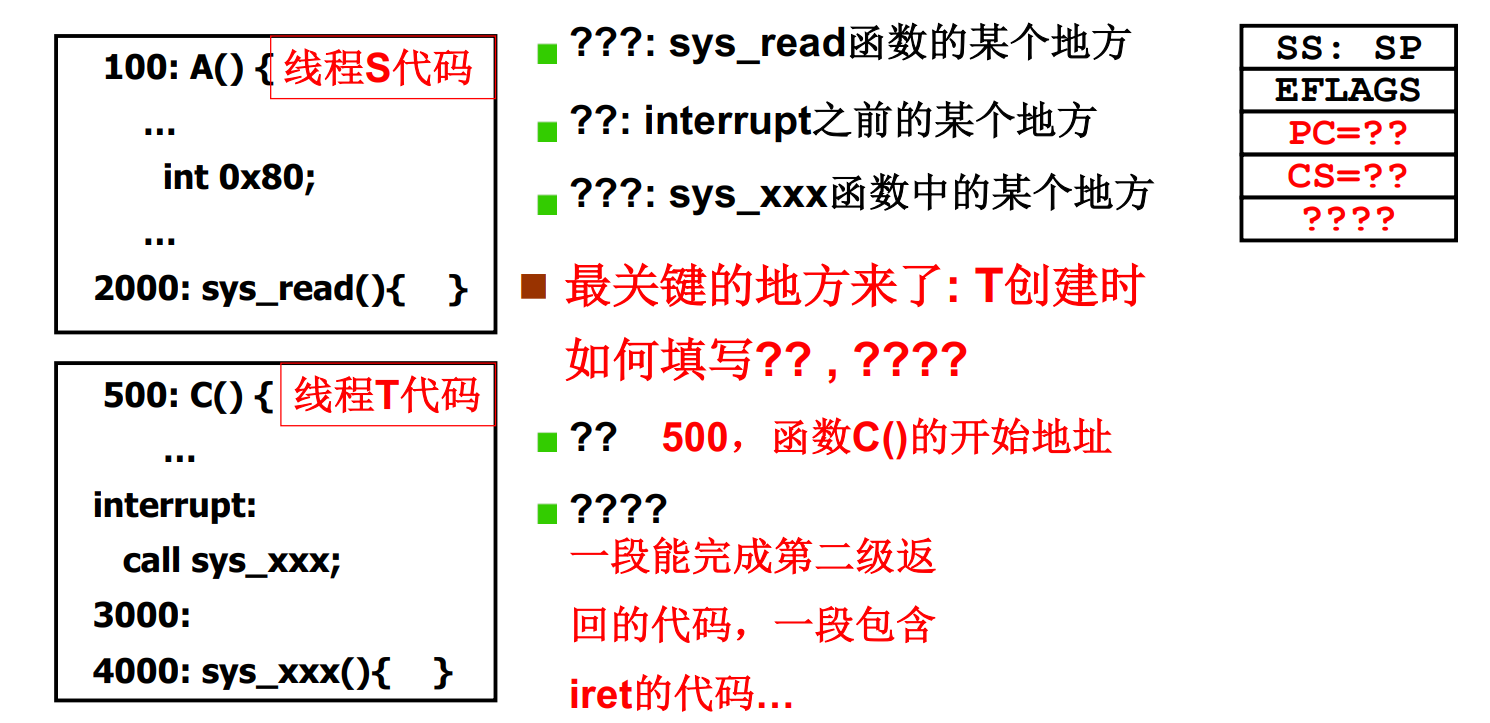 100: A() { 线程S代码
...
int 0x80;
...
2000: sys_read(){ }
500: C() { 线程T代码
...
interrupt:
call sys_xxx;
3000:
4000: sys_xxx(){ }
???: sys_read函数的某个地方
??: interrupt之前的某个地方
???: sys_xxx函数中的某个地方
最关键的地方来了: T创建时
如何填写?? , ????
?? 500，函数C()的开始地址
????
一段能完成第二级返
回的代码，一段包含
iret的代码...
SS: SP
EFLAGS
PC=??
CS=??
????